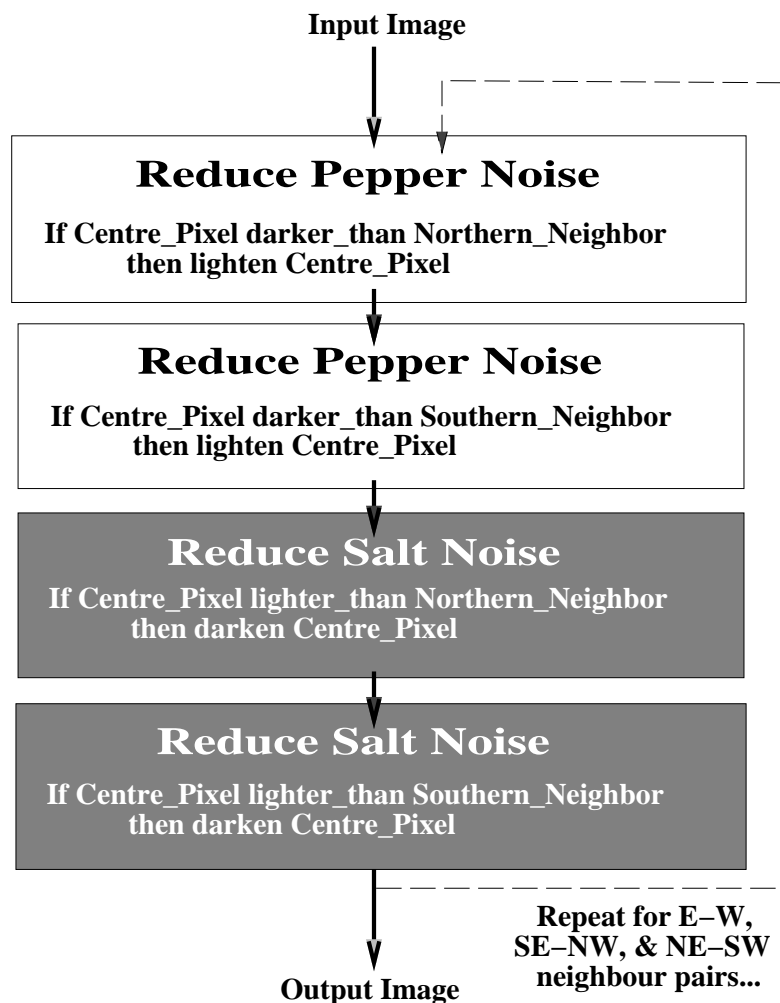 Input Image
Reduce Pepper Noise
If Centre_Pixel darker_than Northern_Neighbor
then lighten Centre_Pixel
Reduce Pepper Noise
If Centre_Pixel darker_than Southern_Neighbor
then lighten Centre_Pixel
Reduce Salt Noise
If Centre_Pixel lighter_than Northern_Neighbor
then darken Centre_Pixel
Reduce Salt Noise
If Centre_Pixel lighter_than Southern_Neighbor
then darken Centre_Pixel
Repeat for E−W,
SE−NW, & NE−SW
neighbour pairs...
Output Image